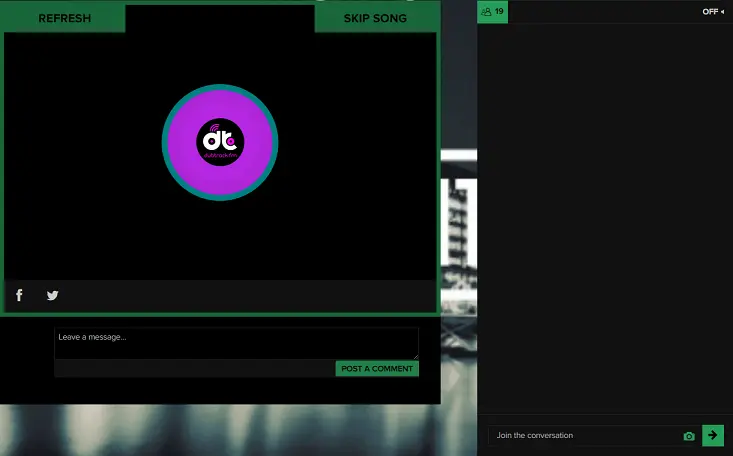 REFRESH
SKIP SONG
19
OFF
dt
dubtrack.fm
Leave a message...
POST A COMMENT
Join the conversation